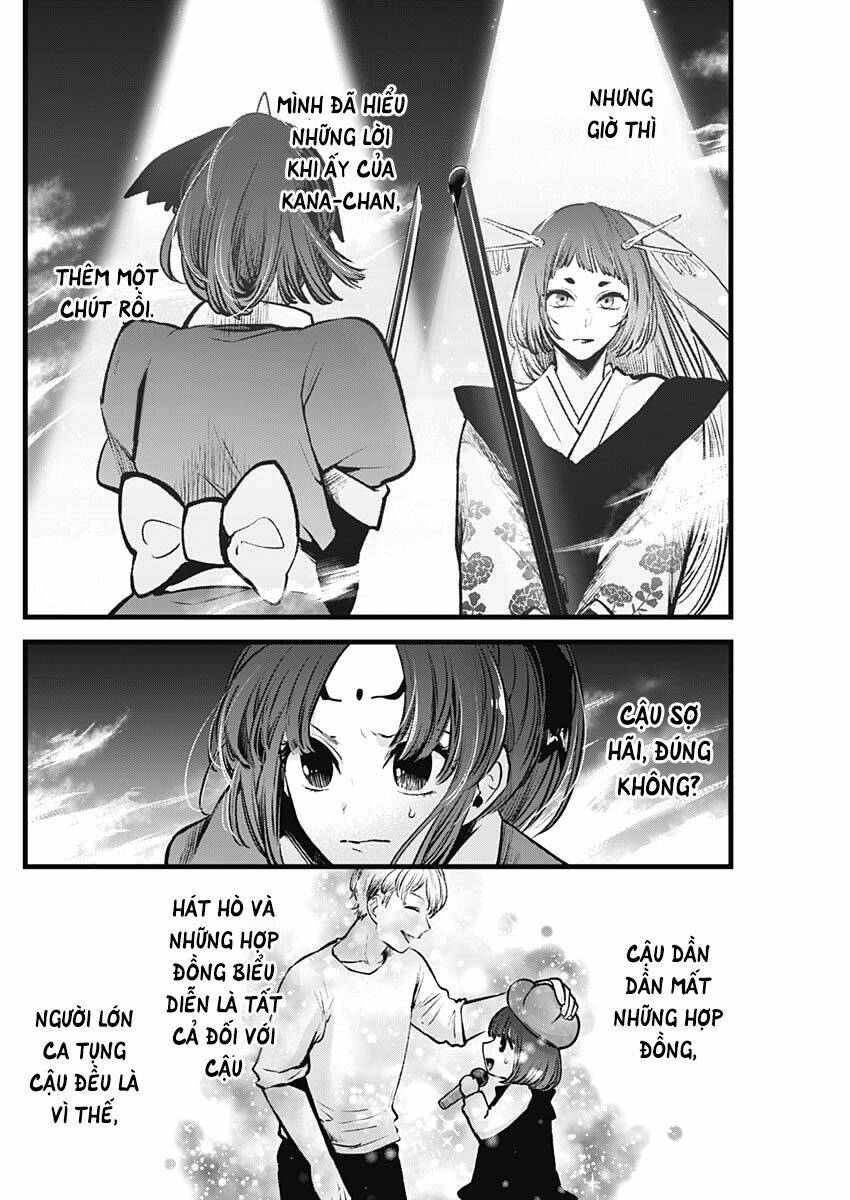 NHƯNG
GIỜ THÌ
MÌNH ĐÃ HIỂU
NHỮNG LỜI
KHI ẤY CỦA
KANA-CHAN,
THÊM MỘT
CHÚT RỒI.
CẬU SỢ
HÃI, ĐÚNG
KHÔNG?
CẬU DẦN
DẦN MẤT
NHỮNG HỢP
ĐỒNG,
HÁT HÒ VÀ
NHỮNG HỢP
ĐỒNG BIỂU
DIỄN LÀ TẤT
CẢ ĐỐI VỚI
CẬU
NGƯỜI LỚN
CA TỤNG
CẬU ĐỀU LÀ
VÌ THẾ,